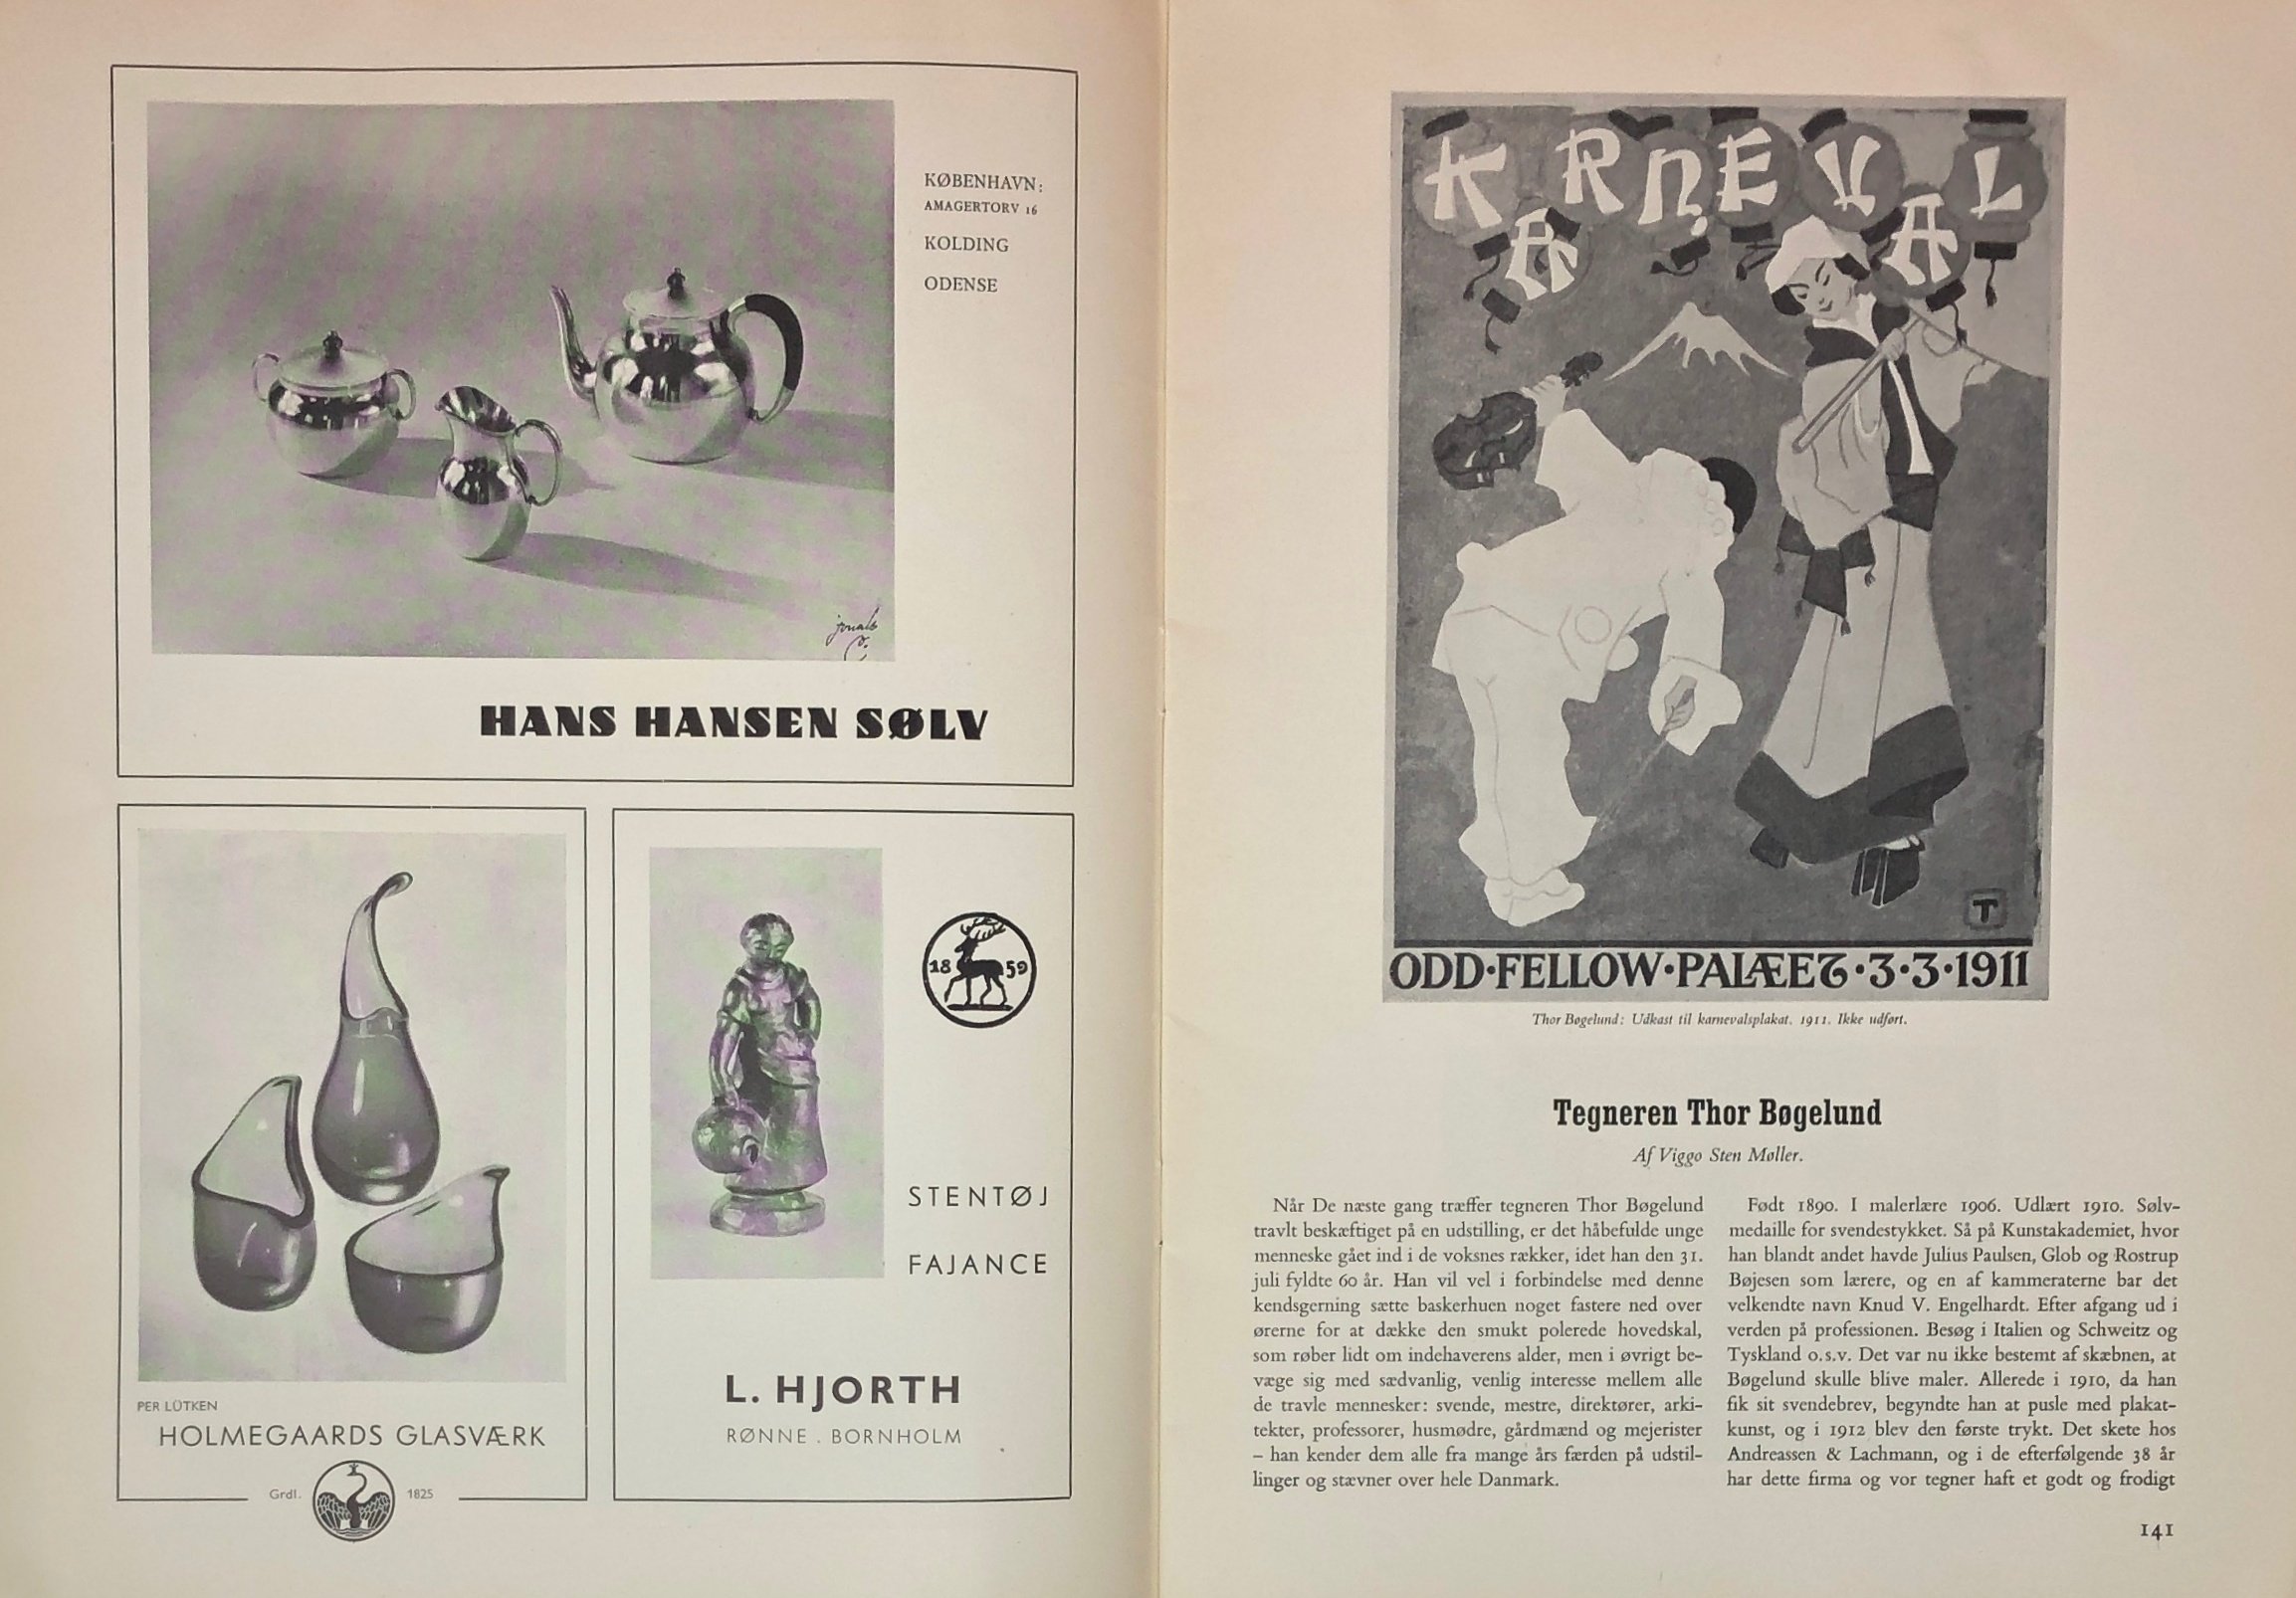 KØBENHAVN:
AMAGERTORV 16
KOLDING
ODENSE
HANS HANSEN SØLV
PER LÜTKEN
HOLMEGAARDS GLASVÆRK
Grdl. 1825
1859
STENTØJ
FAJANCE
L. HJORTH
RØNNE . BORNHOLM
KARNEVAL
T
ODD·FELLOW·PALÆET·3·3·1911
Thor Bøgelund: Udkast til karnevalsplakat. 1911. Ikke udført.
Tegneren Thor Bøgelund
Af Viggo Sten Møller.
Når De næste gang træffer tegneren Thor Bøgelund
travlt beskæftiget på en udstilling, er det håbefulde unge
menneske gået ind i de voksnes rækker, idet han den 31.
juli fyldte 60 år. Han vil vel i forbindelse med denne
kendsgerning sætte baskerhuen noget fastere ned over
ørerne for at dække den smukt polerede hovedskal,
som røber lidt om indehaverens alder, men i øvrigt be-
væge sig med sædvanlig, venlig interesse mellem alle
de travle mennesker: svende, mestre, direktører, arki-
tekter, professorer, husmødre, gårdmænd og mejerister
– han kender dem alle fra mange års færden på udstil-
linger og stævner over hele Danmark.
Født 1890. I malerlære 1906. Udlært 1910. Sølv-
medaille for svendestykket. Så på Kunstakademiet, hvor
han blandt andet havde Julius Paulsen, Glob og Rostrup
Bøjesen som lærere, og en af kammeraterne bar det
velkendte navn Knud V. Engelhardt. Efter afgang ud i
verden på professionen. Besøg i Italien og Schweitz og
Tyskland o.s.v. Det var nu ikke bestemt af skæbnen, at
Bøgelund skulle blive maler. Allerede i 1910, da han
fik sit svendebrev, begyndte han at pusle med plakat-
kunst, og i 1912 blev den første trykt. Det skete hos
Andreassen & Lachmann, og i de efterfølgende 38 år
har dette firma og vor tegner haft et godt og frodigt
141